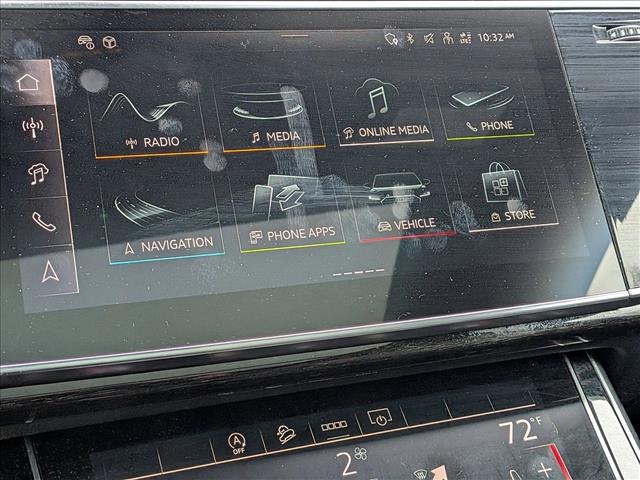 10:32 AM
RADIO
MEDIA
ONLINE MEDIA
PHONE
NAVIGATION
PHONE APPS
VEHICLE
STORE
A
OFF
72°F
2
+